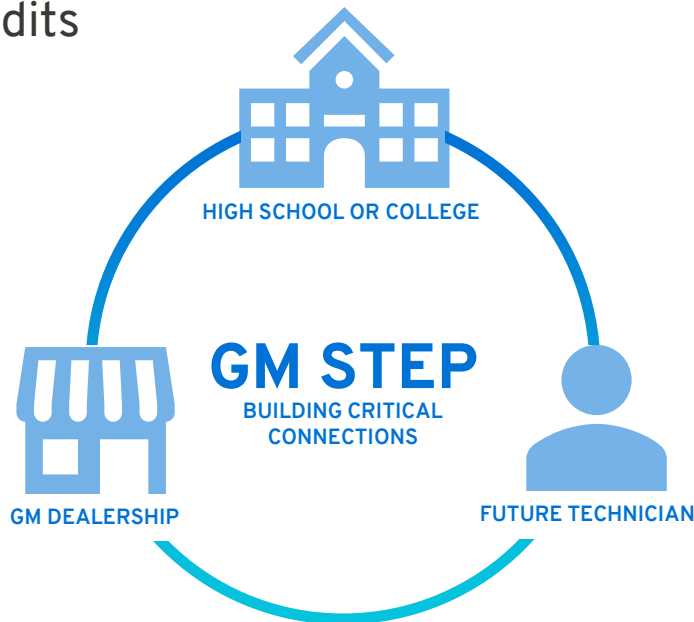 dits
HIGH SCHOOL OR COLLEGE
GM STEP
BUILDING CRITICAL
CONNECTIONS
GM DEALERSHIP
FUTURE TECHNICIAN